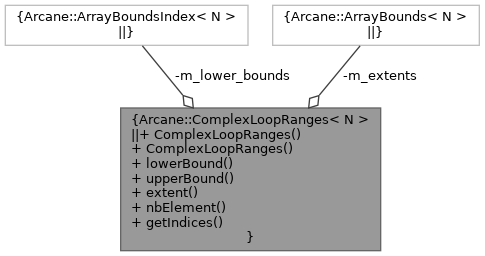 {Arcane::ArrayBoundsIndex< N >
||}
{Arcane::ArrayBounds< N >
||}
-m_lower_bounds
-m_extents
{Arcane::ComplexLoopRanges< N >
||+ ComplexLoopRanges()
+ ComplexLoopRanges()
+ lowerBound()
+ upperBound()
+ extent()
+ nbElement()
+ getIndices()
}